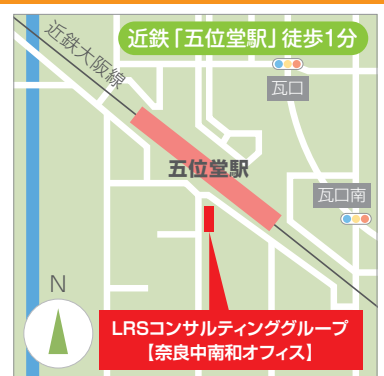 近鉄「五位堂駅」徒歩1分
近鉄大阪線
瓦口
五位堂駅
瓦口南
N
LRSコンサルティンググループ
【奈良中南和オフィス】